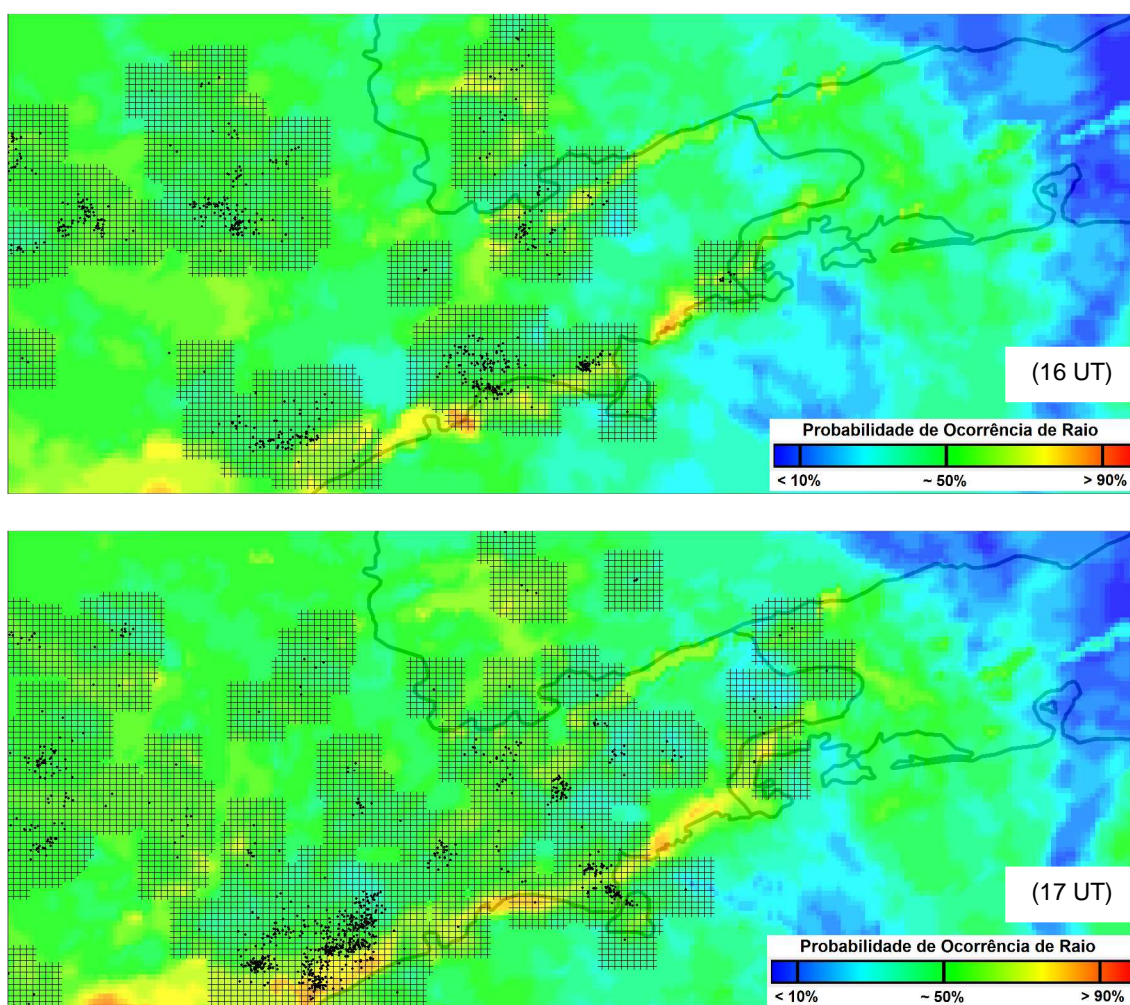 (16 UT)
Probabilidade de Ocorrência de Raio
< 10% ~ 50% > 90%
(17 UT)
Probabilidade de Ocorrência de Raio
< 10% ~ 50% > 90%